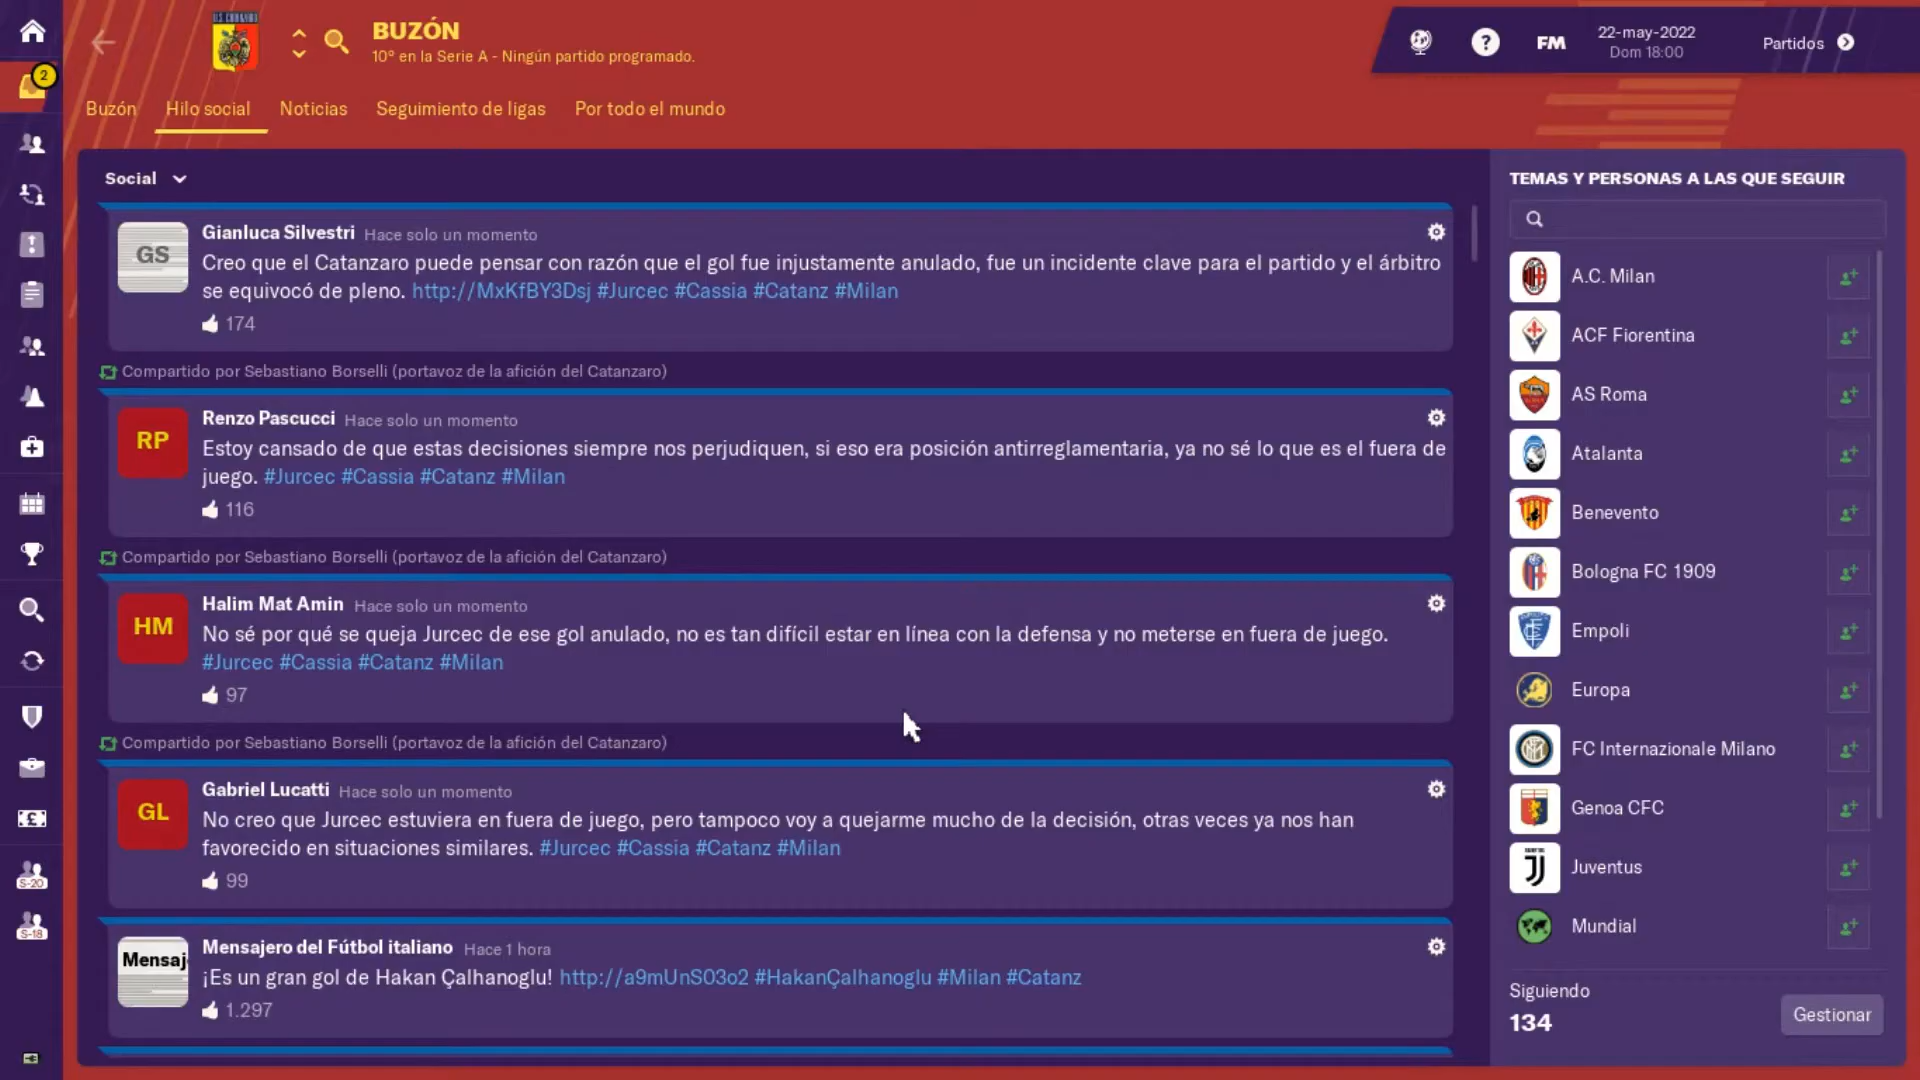 BUZÓN
10º en la Serie A - Ningún partido programado.
2
FM
22-may-2022
Dom 18:00
Partidos
Buzón
Hilo social
Noticias
Seguimiento de ligas
Por todo el mundo
Social
GS
Gianluca Silvestri Hace solo un momento
Creo que el Catanzaro puede pensar con razón que el gol fue injustamente anulado, fue un incidente clave para el partido y el árbitro
se equivocó de pleno. http://MxKfBY3Dsj #Jurcec #Cassia #Catanz #Milan
174
Compartido por Sebastiano Borselli (portavoz de la afición del Catanzaro)
RP
Renzo Pascucci Hace solo un momento
Estoy cansado de que estas decisiones siempre nos perjudiquen, si eso era posición antirreglamentaria, ya no sé lo que es el fuera de
juego. #Jurcec #Cassia #Catanz #Milan
116
Compartido por Sebastiano Borselli (portavoz de la afición del Catanzaro)
HM
Halim Mat Amin Hace solo un momento
No sé por qué se queja Jurcec de ese gol anulado, no es tan difícil estar en línea con la defensa y no meterse en fuera de juego.
#Jurcec #Cassia #Catanz #Milan
97
Compartido por Sebastiano Borselli (portavoz de la afición del Catanzaro)
GL
Gabriel Lucatti Hace solo un momento
No creo que Jurcec estuviera en fuera de juego, pero tampoco voy a quejarme mucho de la decisión, otras veces ya nos han
favorecido en situaciones similares. #Jurcec #Cassia #Catanz #Milan
99
Mensaj
Mensajero del Fútbol italiano Hace 1 hora
¡Es un gran gol de Hakan Çalhanoglu! http://a9mUnS03o2 #HakanÇalhanoglu #Milan #Catanz
1.297
TEMAS Y PERSONAS A LAS QUE SEGUIR
A.C. Milan
ACF Fiorentina
AS Roma
Atalanta
Benevento
Bologna FC 1909
Empoli
Europa
FC Internazionale Milano
Genoa CFC
Juventus
Mundial
Siguiendo
134
Gestionar
S-20
S-18